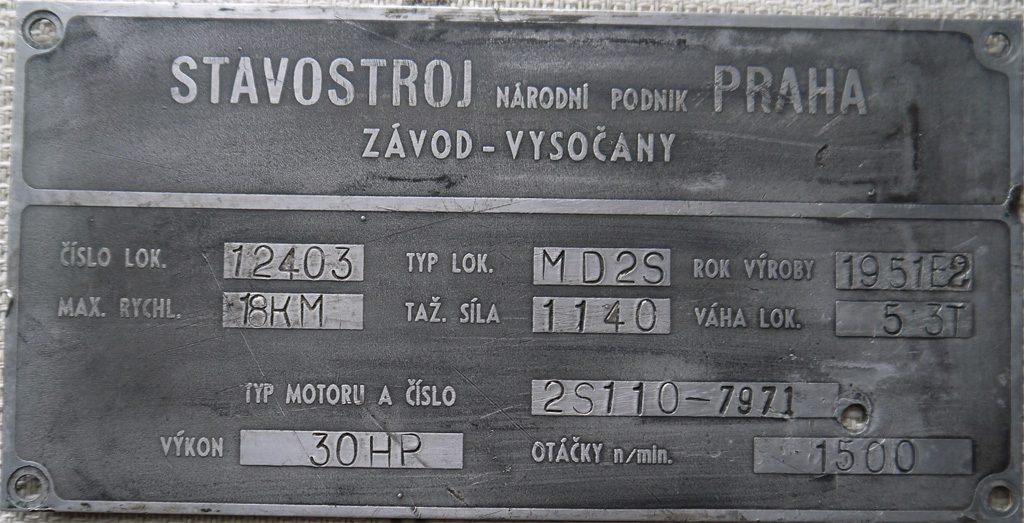 STAVOSTROJ NÁRODNÍ PODNIK PRAHA
ZÁVOD - VYSOČANY
ČÍSLO LOK. 12403 TYP LOK. MD2S ROK VÝROBY 1951E2
MAX. RYCHL. 18KM TAŽ. SÍLA 1140 VÁHA LOK. 5 3T
TYP MOTORU A ČÍSLO 2S110-7971
VÝKON 30HP OTÁČKY n/min. 1500